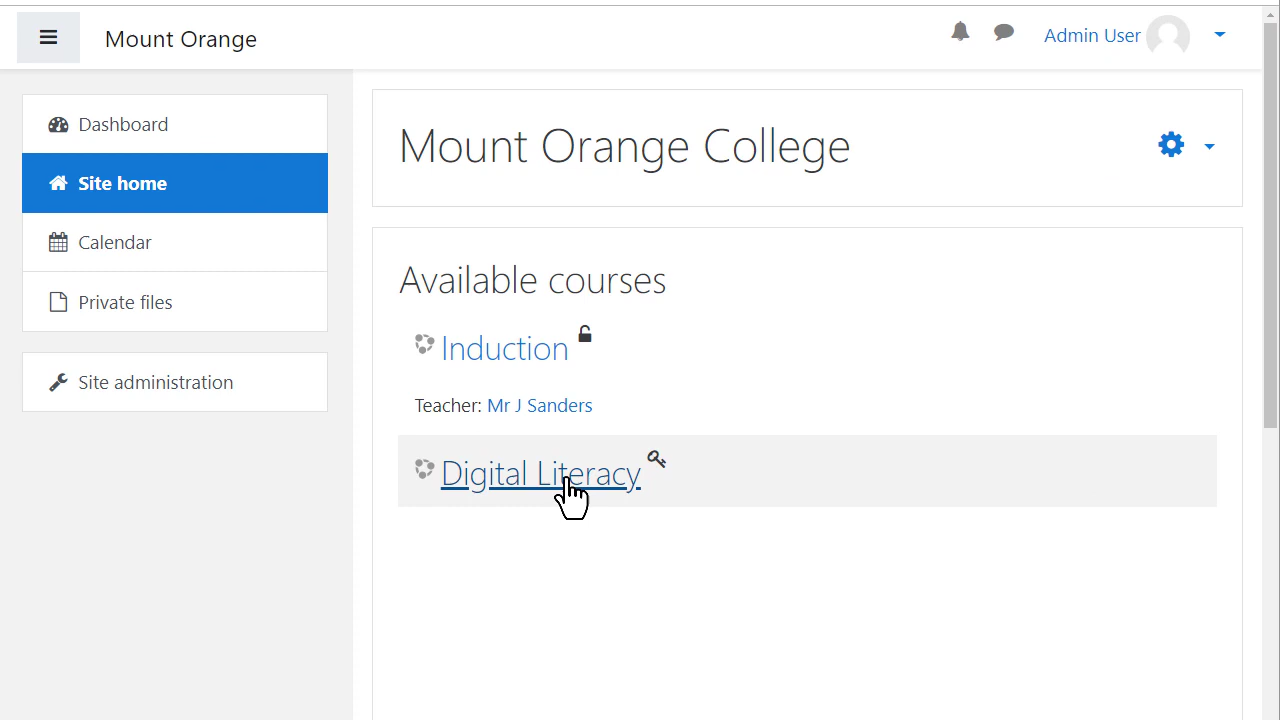 Mount Orange
Admin User
Dashboard
Site home
Calendar
Private files
Site administration
Mount Orange College
Available courses
Induction
Teacher: Mr J Sanders
Digital Literacy